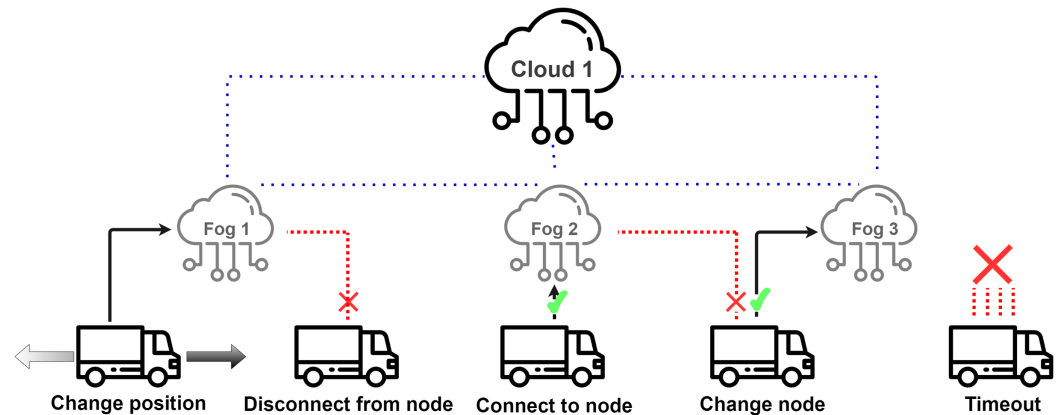 Cloud 1
Fog 1
Fog 2
Fog 3
Change position
Disconnect from node
Connect to node
Change node
Timeout